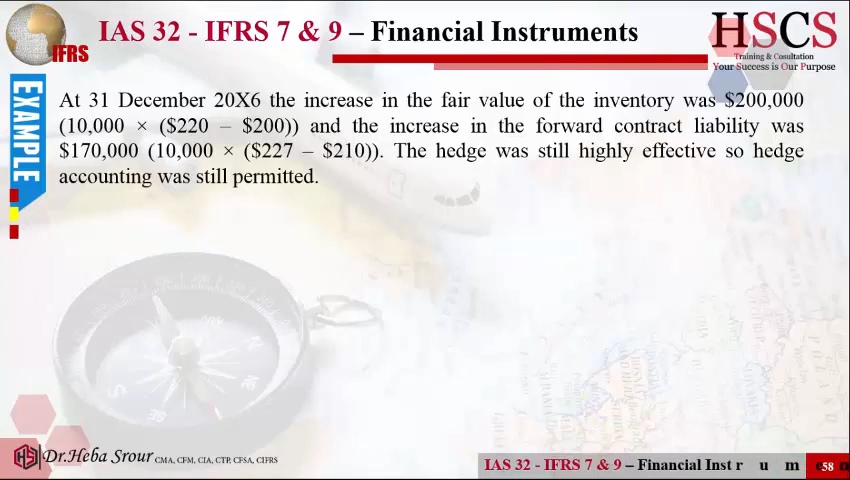 IAS 32 - IFRS 7 & 9 – Financial Instruments
IFRS
HSCS
Training & Cosultation
Your Success is Our Purpose
EXAMPLE
At 31 December 20X6 the increase in the fair value of the inventory was $200,000
(10,000 × ($220 – $200)) and the increase in the forward contract liability was
$170,000 (10,000 × ($227 – $210)). The hedge was still highly effective so hedge
accounting was still permitted.
Dr.Heba Srour CMA, CFM, CIA, CTP, CFSA, CIFRS
IAS 32 - IFRS 7 & 9 – Financial Inst r u m e n
58